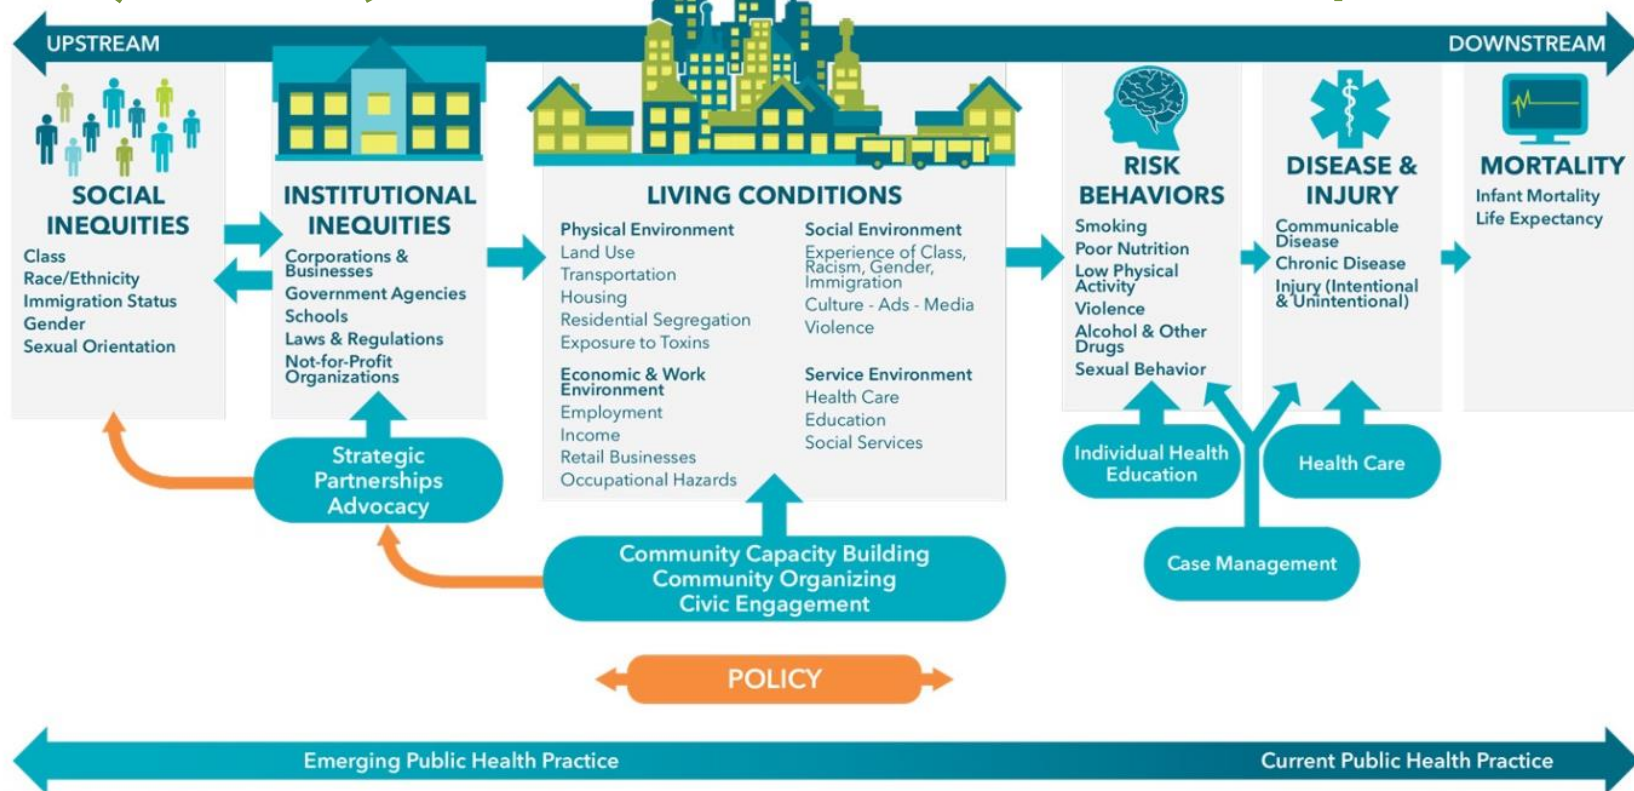 UPSTREAM
DOWNSTREAM
SOCIAL
INEQUITIES
Class
Race/Ethnicity
Immigration Status
Gender
Sexual Orientation
INSTITUTIONAL
INEQUITIES
Corporations &
Businesses
Government Agencies
Schools
Laws & Regulations
Not-for-Profit
Organizations
LIVING CONDITIONS
Physical Environment
Land Use
Transportation
Housing
Residential Segregation
Exposure to Toxins
Economic & Work
Environment
Employment
Income
Retail Businesses
Occupational Hazards
Social Environment
Experience of Class,
Racism, Gender,
Immigration
Culture - Ads - Media
Violence
Service Environment
Health Care
Education
Social Services
RISK
BEHAVIORS
Smoking
Poor Nutrition
Low Physical
Activity
Violence
Alcohol & Other
Drugs
Sexual Behavior
DISEASE &
INJURY
Communicable
Disease
Chronic Disease
Injury (Intentional
& Unintentional)
MORTALITY
Infant Mortality
Life Expectancy
Strategic
Partnerships
Advocacy
Community Capacity Building
Community Organizing
Civic Engagement
Individual Health
Education
Health Care
Case Management
POLICY
Emerging Public Health Practice
Current Public Health Practice